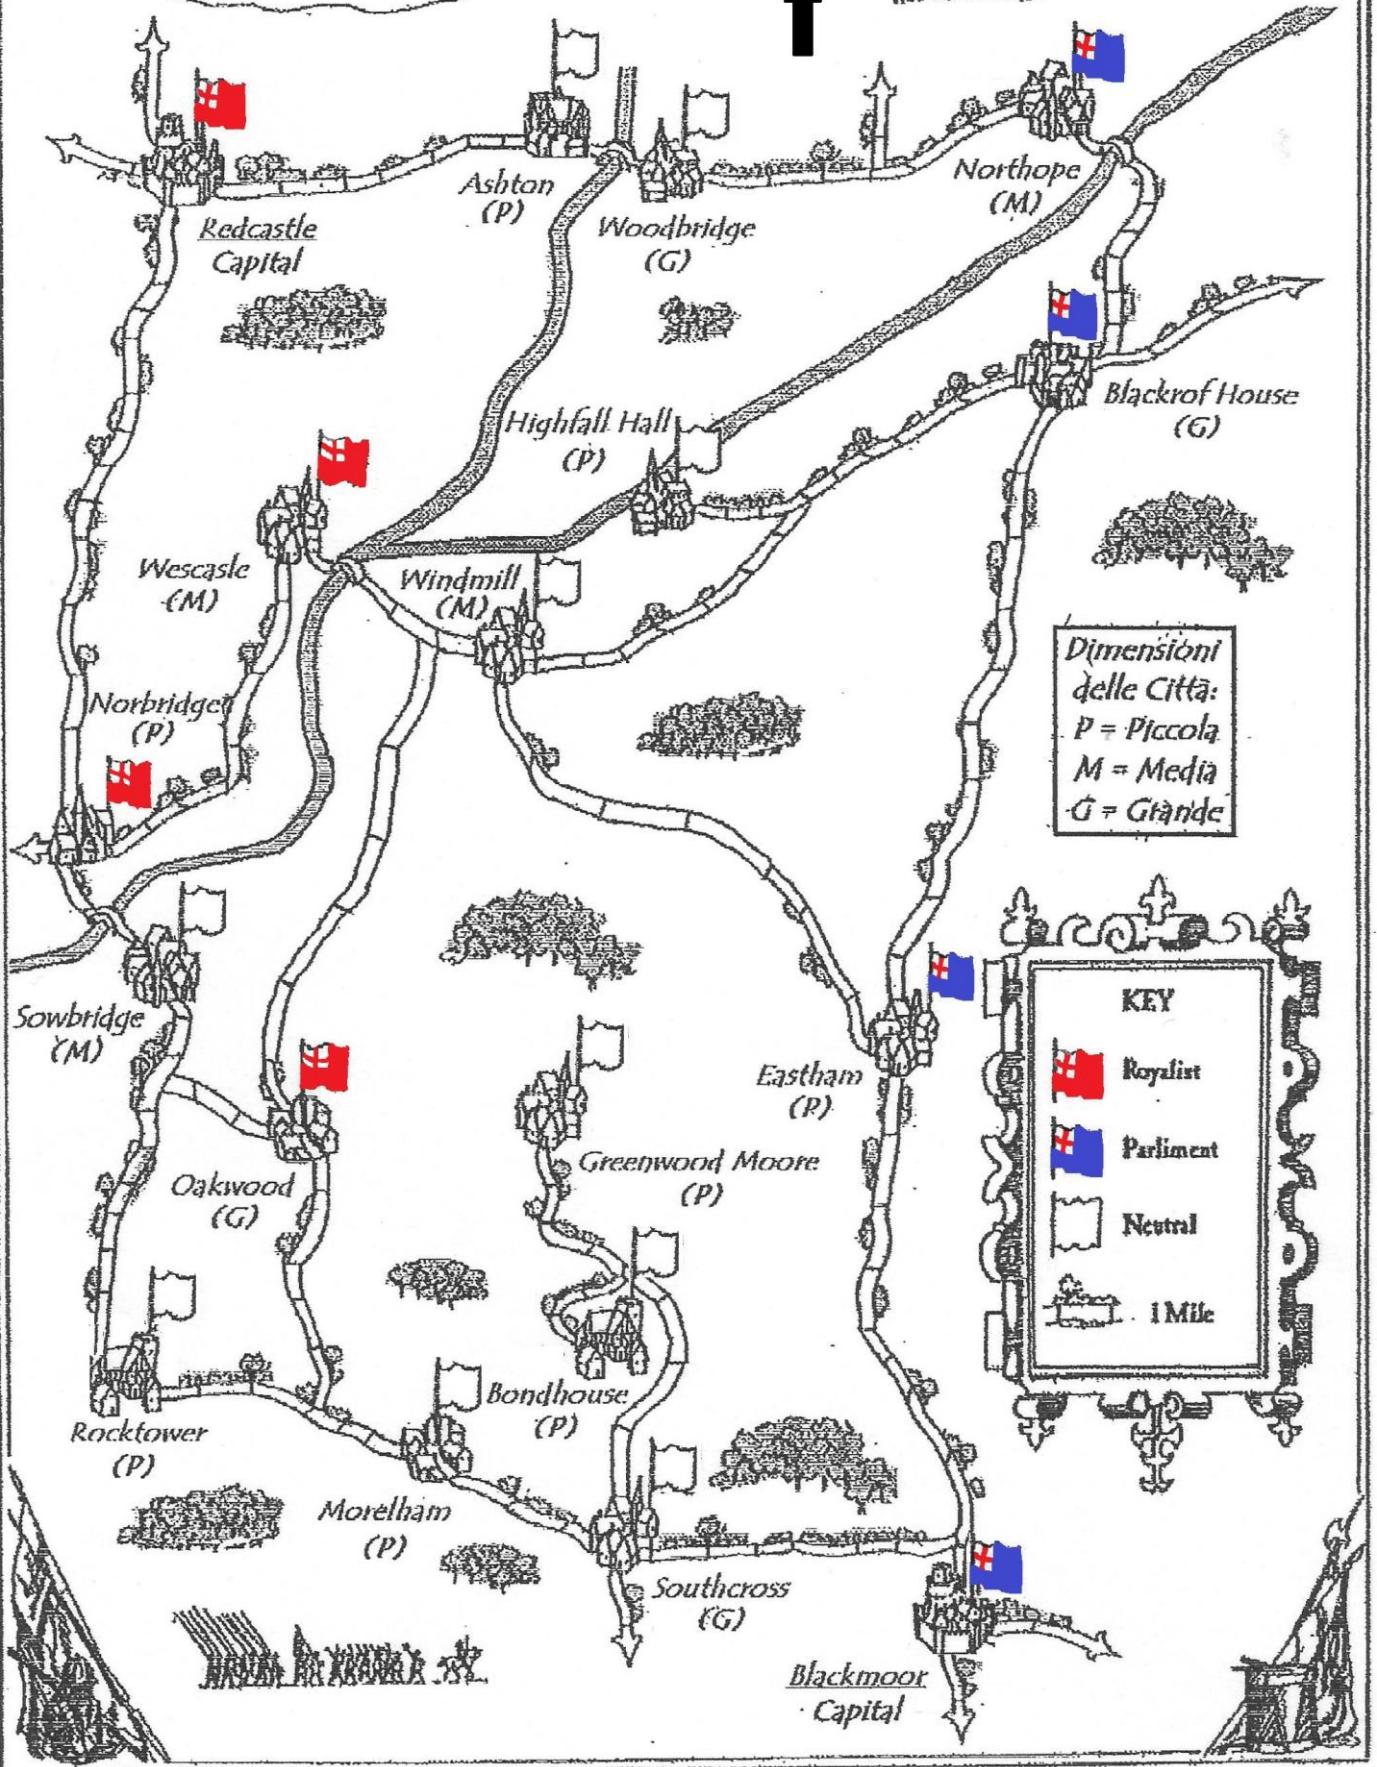 Ashton
(P)
Northope
(M)
Redcastle
Capital
Woodbridge
(G)
Highfall Hall
(P)
Blackrof House
(G)
Wescasle
(M)
Windmill
(M)
Norbridge
(P)
Dimensioni
delle Città:
P = Piccola
M = Media
G = Grande
Sowbridge
(M)
KEY
Royalist
Parliment
Neutral
1 Mile
Eastham
(P)
Oakwood
(G)
Greenwood Moore
(P)
Rocktower
(P)
Bondhouse
(P)
Morelham
(P)
Southcross
(G)
Blackmoor
Capital